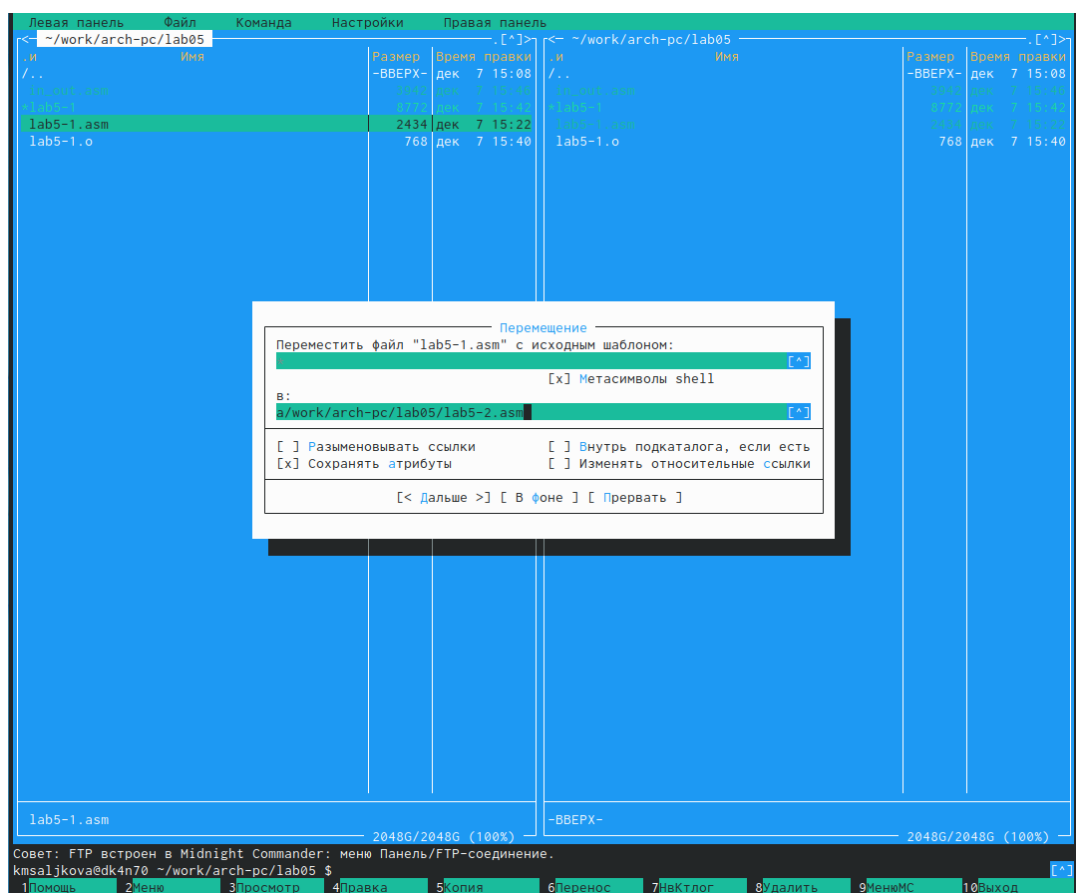 Левая панель Файл Команда Настройки Правая панель
<– ~/work/arch-pc/lab05 .[^]> <– ~/work/arch-pc/lab05 .[^]>
.и Имя Размер Время правки .и Имя Размер Время правки
/.. -ВВЕРХ- дек 7 15:08 /.. -ВВЕРХ- дек 7 15:08
in_out.asm 3942 дек 7 15:46 in_out.asm 3942 дек 7 15:46
*lab5-1 8772 дек 7 15:42 *lab5-1 8772 дек 7 15:42
lab5-1.asm 2434 дек 7 15:22 lab5-1.asm 2434 дек 7 15:22
lab5-1.o 768 дек 7 15:40 lab5-1.o 768 дек 7 15:40
Перемещение
Переместить файл "lab5-1.asm" с исходным шаблоном:
[^]
[x] Метасимволы shell
в:
a/work/arch-pc/lab05/lab5-2.asm [^]
[ ] Разыменовывать ссылки [ ] Внутрь подкаталога, если есть
[x] Сохранять атрибуты [ ] Изменять относительные ссылки
[< Дальше >] [ В фоне ] [ Прервать ]
lab5-1.asm -ВВЕРХ-
2048G/2048G (100%) 2048G/2048G (100%)
Совет: FTP встроен в Midnight Commander: меню Панель/FTP-соединение.
kmsaljkova@dk4n70 ~/work/arch-pc/lab05 $ [^]
1Помощь 2Меню 3Просмотр 4Правка 5Копия 6Перенос 7НвКтлог 8Удалить 9МенюМС 10Выход